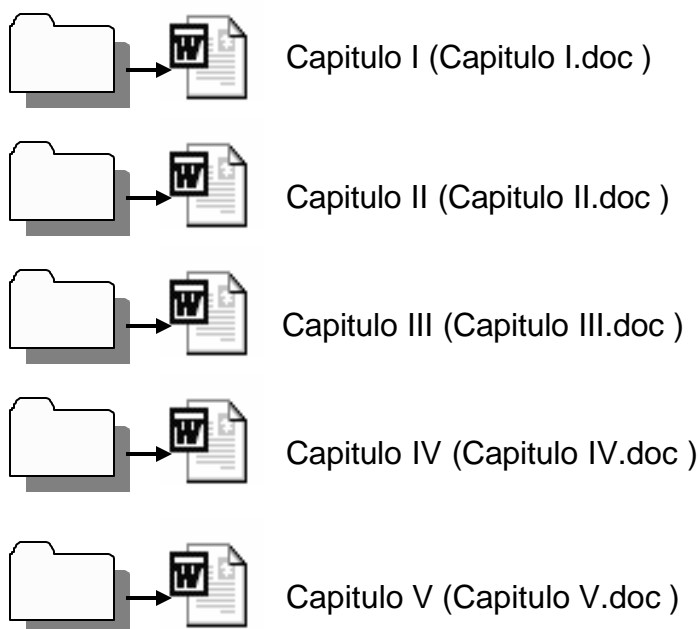 Capitulo I (Capitulo I.doc )
Capitulo II (Capitulo II.doc )
Capitulo III (Capitulo III.doc )
Capitulo IV (Capitulo IV.doc )
Capitulo V (Capitulo V.doc )